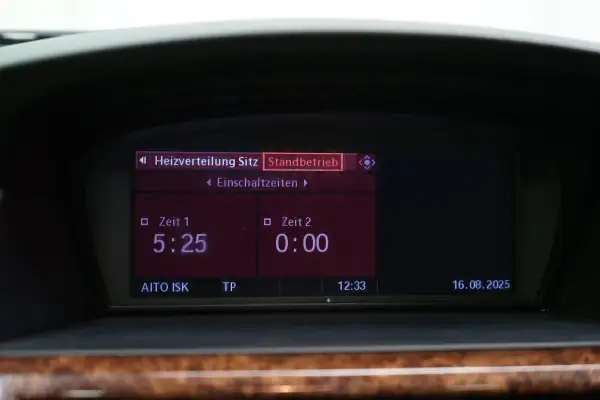 Heizverteilung Sitz Standbetrieb
Einschaltzeiten
Zeit 1 Zeit 2
5:25 0:00
AITO ISK TP 12:33 16.08.2025